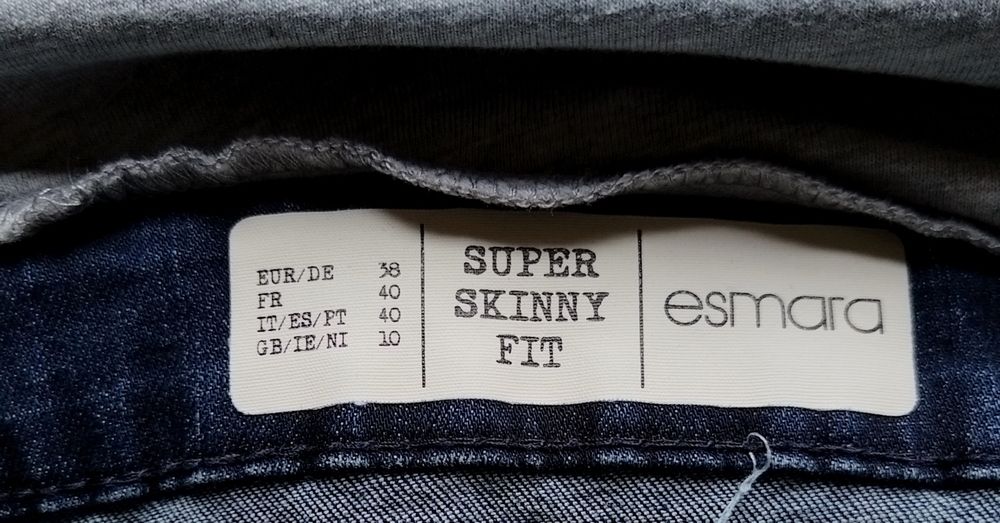 EUR/DE 38
FR 40
IT/ES/PT 40
GB/IE/NI 10
SUPER
SKINNY
FIT
esmara